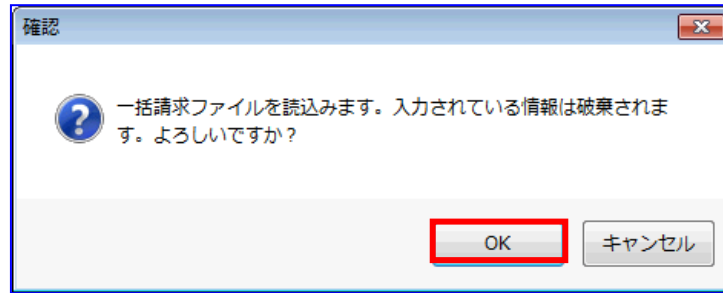 確認
一括請求ファイルを読込みます。入力されている情報は破棄されま
す。よろしいですか？
OK
キャンセル